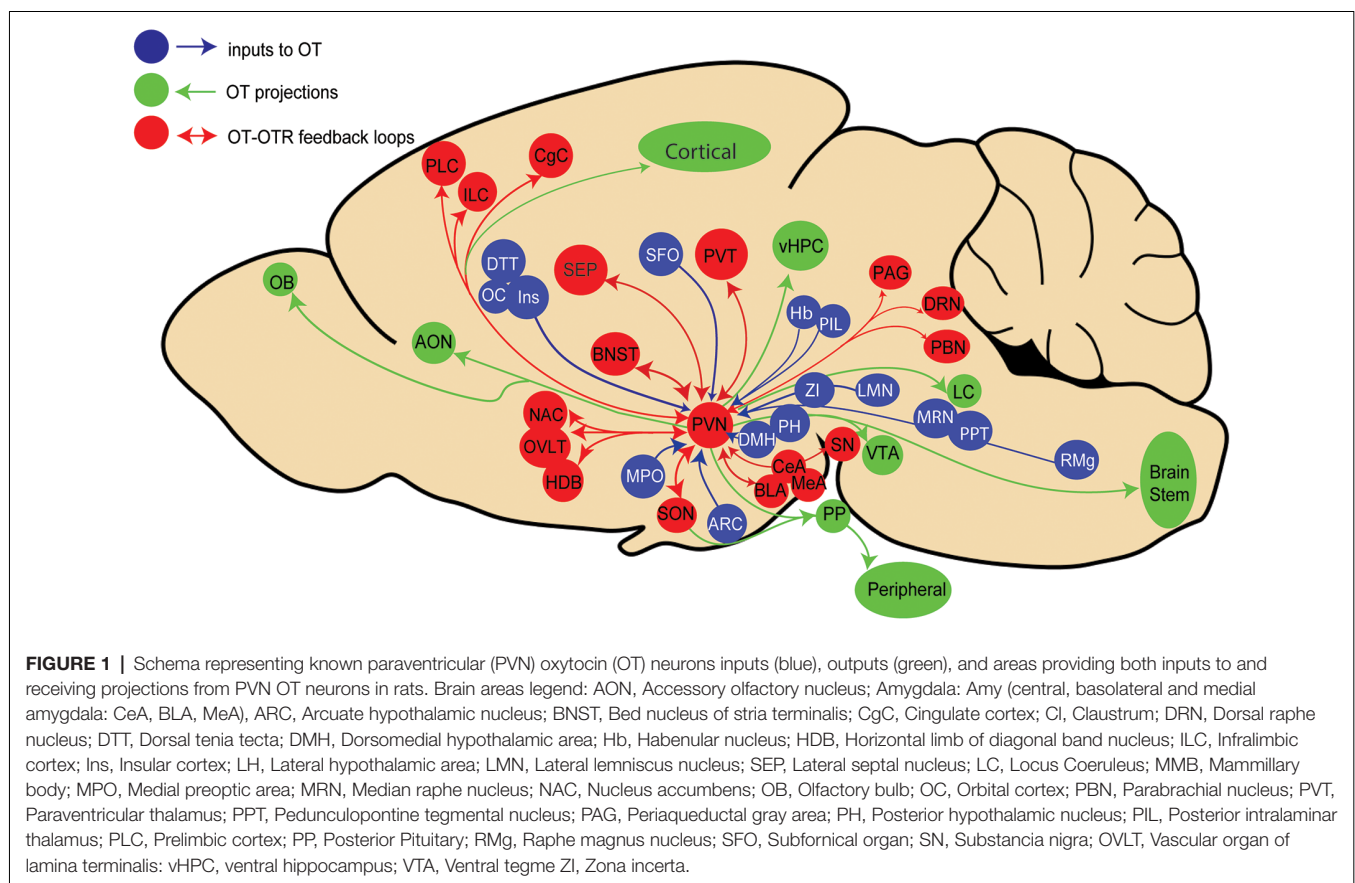 inputs to OT
OT projections
OT-OTR feedback loops
PLC
ILC
CgC
Cortical
OB
AON
DTT
OC
Ins
SEP
SFO
PVT
vHPC
Hb
PIL
PAG
DRN
PBN
BNST
ZI
LMN
LC
NAC
OVLT
HDB
PVN
DMH
PH
MRN
PPT
RMg
MPO
SON
ARC
CeA
BLA
MeA
SN
VTA
PP
Brain
Stem
Peripheral
FIGURE 1 | Schema representing known paraventricular (PVN) oxytocin (OT) neurons inputs (blue), outputs (green), and areas providing both inputs to and
receiving projections from PVN OT neurons in rats. Brain areas legend: AON, Accessory olfactory nucleus; Amygdala: Amy (central, basolateral and medial
amygdala: CeA, BLA, MeA), ARC, Arcuate hypothalamic nucleus; BNST, Bed nucleus of stria terminalis; CgC, Cingulate cortex; Cl, Claustrum; DRN, Dorsal raphe
nucleus; DTT, Dorsal tenia tecta; DMH, Dorsomedial hypothalamic area; Hb, Habenular nucleus; HDB, Horizontal limb of diagonal band nucleus; ILC, Infralimbic
cortex; Ins, Insular cortex; LH, Lateral hypothalamic area; LMN, Lateral lemniscus nucleus; SEP, Lateral septal nucleus; LC, Locus Coeruleus; MMB, Mammillary
body; MPO, Medial preoptic area; MRN, Median raphe nucleus; NAC, Nucleus accumbens; OB, Olfactory bulb; OC, Orbital cortex; PBN, Parabrachial nucleus; PVT,
Paraventricular thalamus; PPT, Pedunculopontine tegmental nucleus; PAG, Periaqueductal gray area; PH, Posterior hypothalamic nucleus; PIL, Posterior intralaminar
thalamus; PLC, Prelimbic cortex; PP, Posterior Pituitary; RMg, Raphe magnus nucleus; SFO, Subfornical organ; SN, Substancia nigra; OVLT, Vascular organ of
lamina terminalis: vHPC, ventral hippocampus; VTA, Ventral tegme ZI, Zona incerta.